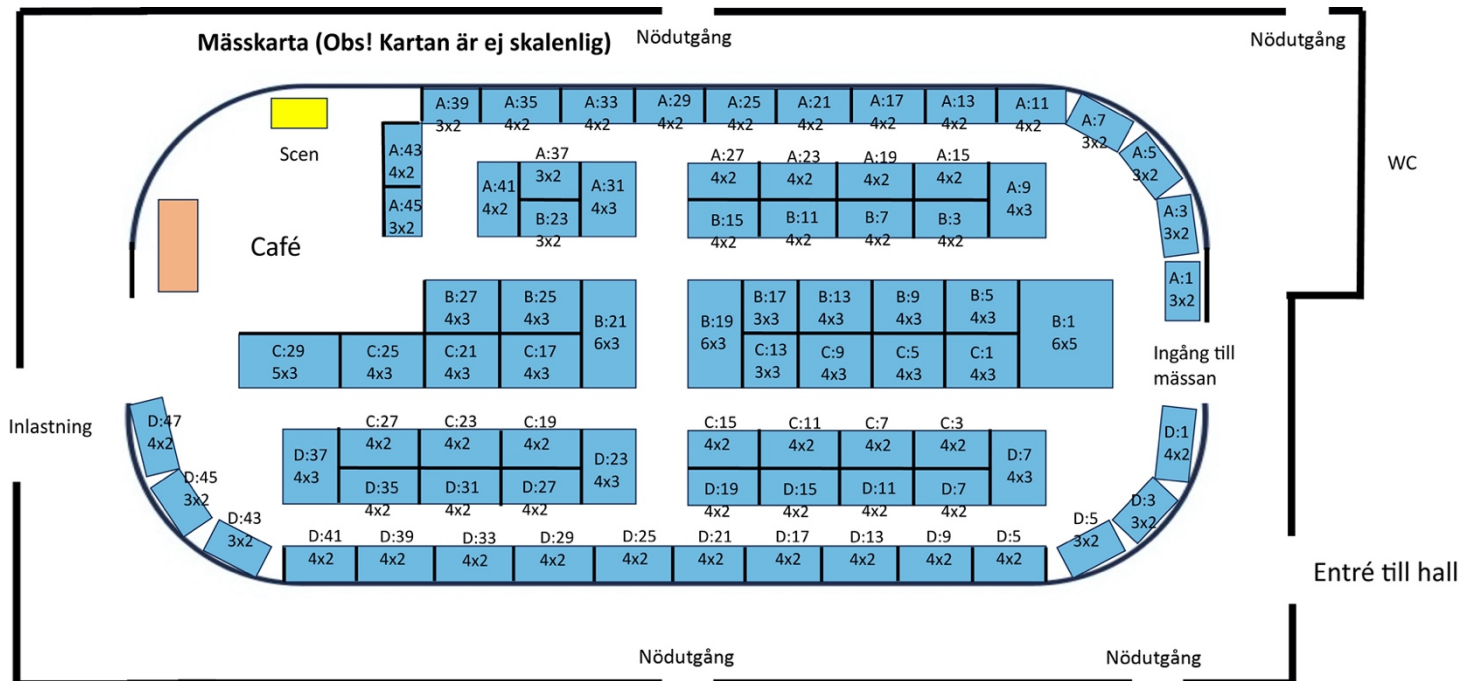 Mässkarta (Obs! Kartan är ej skalenlig)
Nödutgång
Nödutgång
A:39
3x2
A:35
4x2
A:33
4x2
A:29
4x2
A:25
4x2
A:21
4x2
A:17
4x2
A:13
4x2
A:11
4x2
A:7
3x2
A:5
3x2
A:3
3x2
A:1
3x2
WC
Scen
A:43
4x2
A:45
3x2
Café
A:41
4x2
A:37
3x2
B:23
3x2
A:31
4x3
A:27
4x2
A:23
4x2
A:19
4x2
A:15
4x2
A:9
4x3
B:15
4x2
B:11
4x2
B:7
4x2
B:3
4x2
B:27
4x3
B:25
4x3
B:21
6x3
C:29
5x3
C:25
4x3
C:21
4x3
C:17
4x3
B:19
6x3
B:17
3x3
B:13
4x3
B:9
4x3
B:5
4x3
B:1
6x5
C:13
3x3
C:9
4x3
C:5
4x3
C:1
4x3
Ingång till
mässan
Inlastning
D:47
4x2
D:45
3x2
D:43
3x2
D:37
4x3
C:27
4x2
C:23
4x2
C:19
4x2
D:23
4x3
D:35
4x2
D:31
4x2
D:27
4x2
C:15
4x2
C:11
4x2
C:7
4x2
C:3
4x2
D:7
4x3
D:19
4x2
D:15
4x2
D:11
4x2
D:7
4x2
D:1
4x2
D:3
3x2
D:5
3x2
D:41
4x2
D:39
4x2
D:33
4x2
D:29
4x2
D:25
4x2
D:21
4x2
D:17
4x2
D:13
4x2
D:9
4x2
D:5
4x2
Entré till hall
Nödutgång
Nödutgång